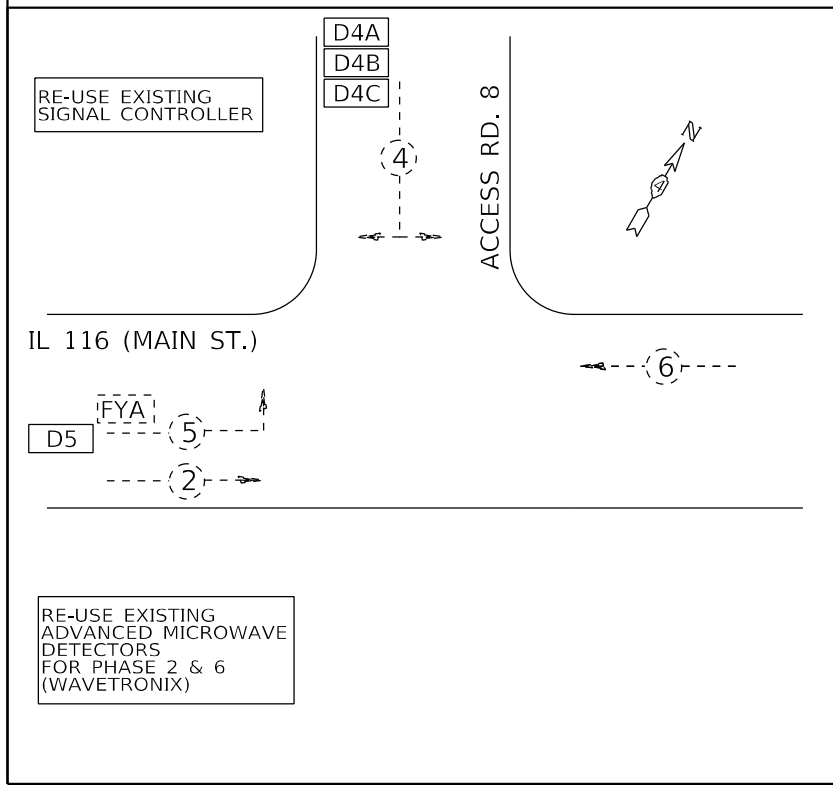 D4A
D4B
D4C
RE-USE EXISTING
SIGNAL CONTROLLER
4
ACCESS RD. 8
N
4
IL 116 (MAIN ST.)
6
FYA
D5
5
2
RE-USE EXISTING
ADVANCED MICROWAVE
DETECTORS
FOR PHASE 2 & 6
(WAVETRONIX)